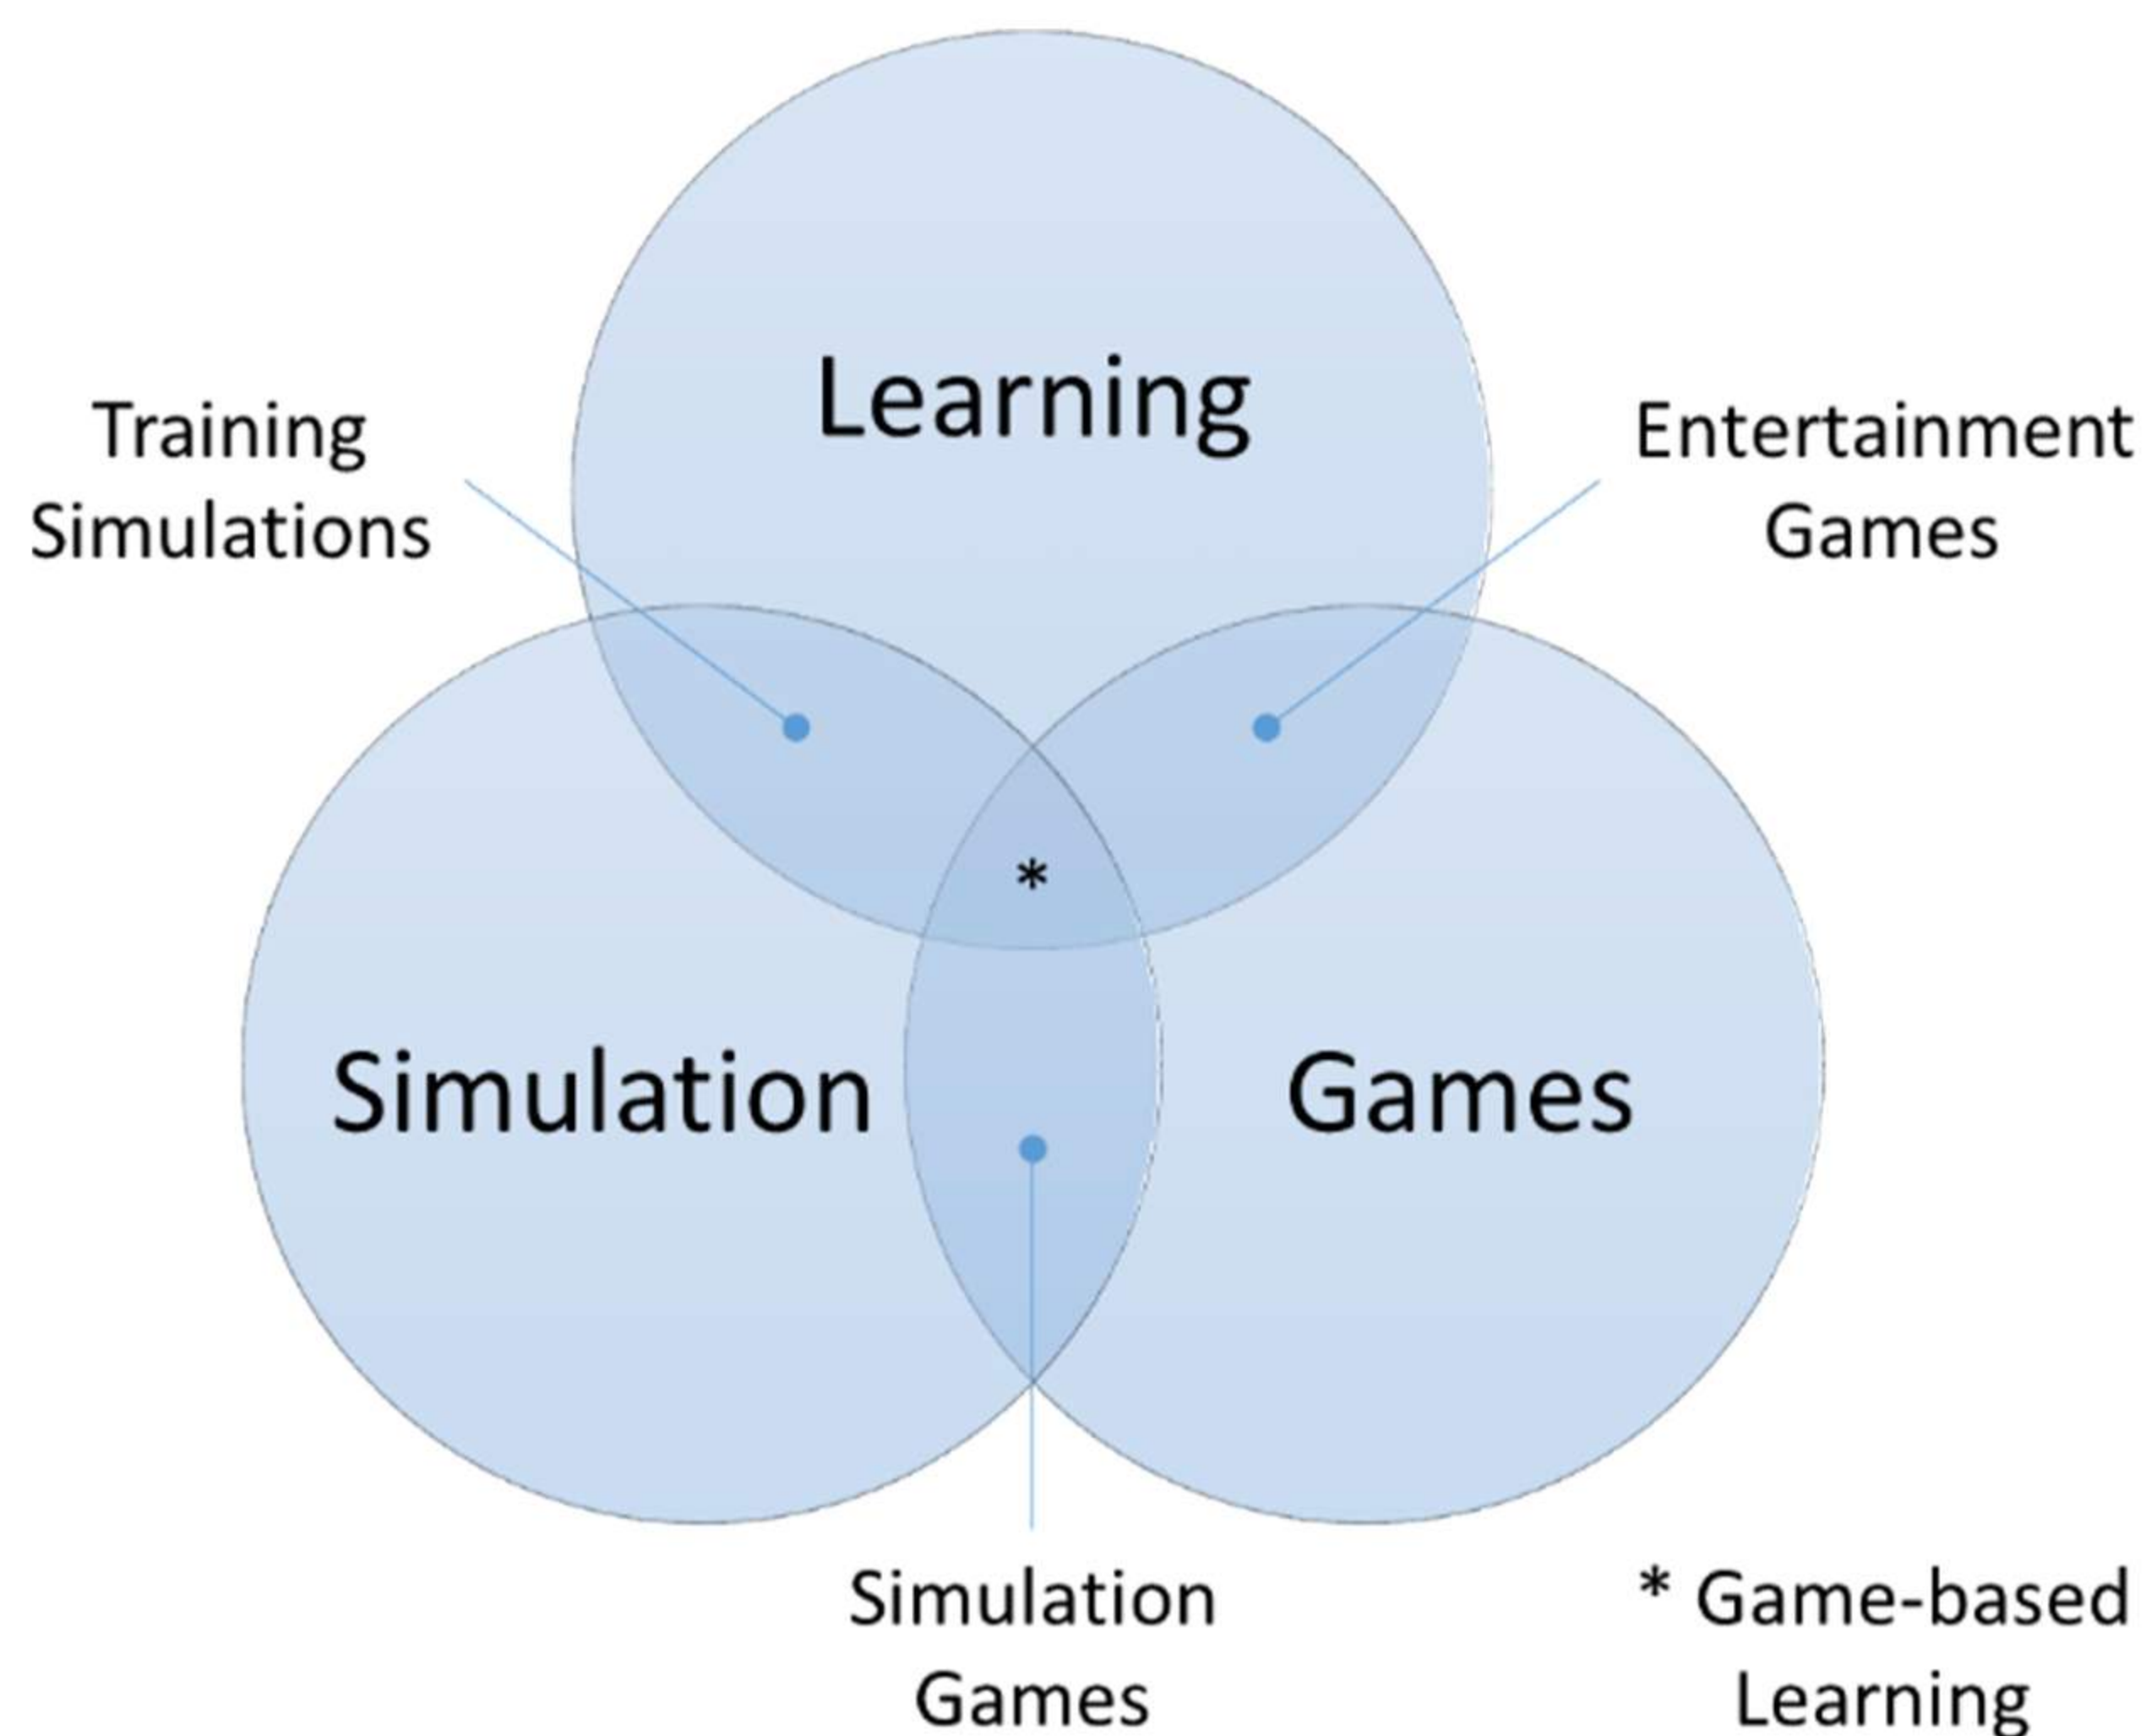 Learning
Training
Simulations
Entertainment
Games
*
Simulation
Games
Simulation
Games
* Game-based
Learning